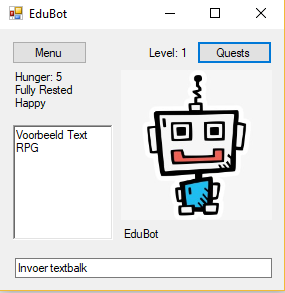 EduBot
Menu
Level: 1
Quests
Hunger: 5
Fully Rested
Happy
Voorbeeld Text
RPG
EduBot
Invoer textbalk